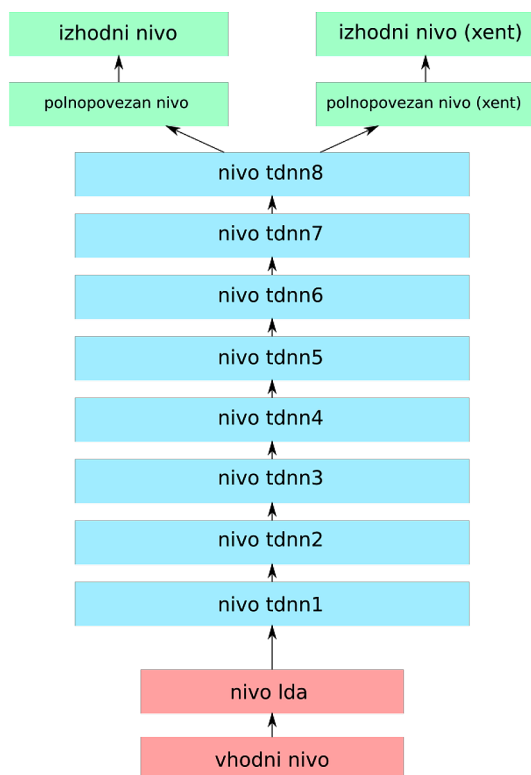 izhodni nivo
izhodni nivo (xent)
polnopovezan nivo
polnopovezan nivo (xent)
nivo tdnn8
nivo tdnn7
nivo tdnn6
nivo tdnn5
nivo tdnn4
nivo tdnn3
nivo tdnn2
nivo tdnn1
nivo lda
vhodni nivo